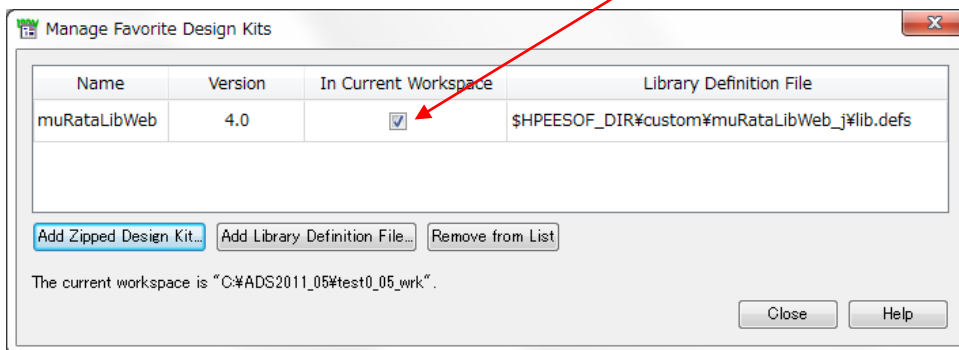 Manage Favorite Design Kits
Name Version In Current Workspace Library Definition File
muRataLibWeb 4.0 $HPEESOF_DIR¥custom¥muRataLibWeb_j¥lib.defs
Add Zipped Design Kit... Add Library Definition File... Remove from List
The current workspace is "C:¥ADS2011_05¥test0_05_wrk".
Close Help